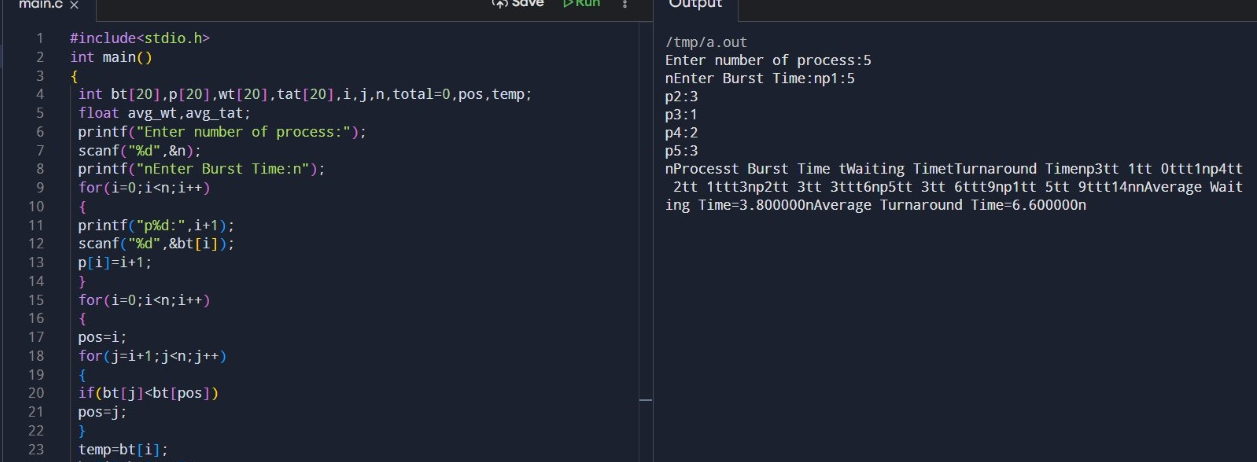 main.c ×
Save
Run
Output
1 #include<stdio.h>
2 int main()
3 {
4 int bt[20],p[20],wt[20],tat[20],i,j,n,total=0,pos,temp;
5 float avg_wt,avg_tat;
6 printf("Enter number of process:");
7 scanf("%d",&n);
8 printf("nEnter Burst Time:n");
9 for(i=0;i<n;i++)
10 {
11 printf("p%d:",i+1);
12 scanf("%d",&bt[i]);
13 p[i]=i+1;
14 }
15 for(i=0;i<n;i++)
16 {
17 pos=i;
18 for(j=i+1;j<n;j++)
19 {
20 if(bt[j]<bt[pos])
21 pos=j;
22 }
23 temp=bt[i];
/tmp/a.out
Enter number of process:5
nEnter Burst Time:np1:5
p2:3
p3:1
p4:2
p5:3
nProcesst Burst Time tWaiting TimetTurnaround Timenp3tt 1tt 0ttt1np4tt
2tt 1ttt3np2tt 3tt 3ttt6np5tt 3tt 6ttt9np1tt 5tt 9ttt14nnAverage Wait
ing Time=3.800000nAverage Turnaround Time=6.600000n